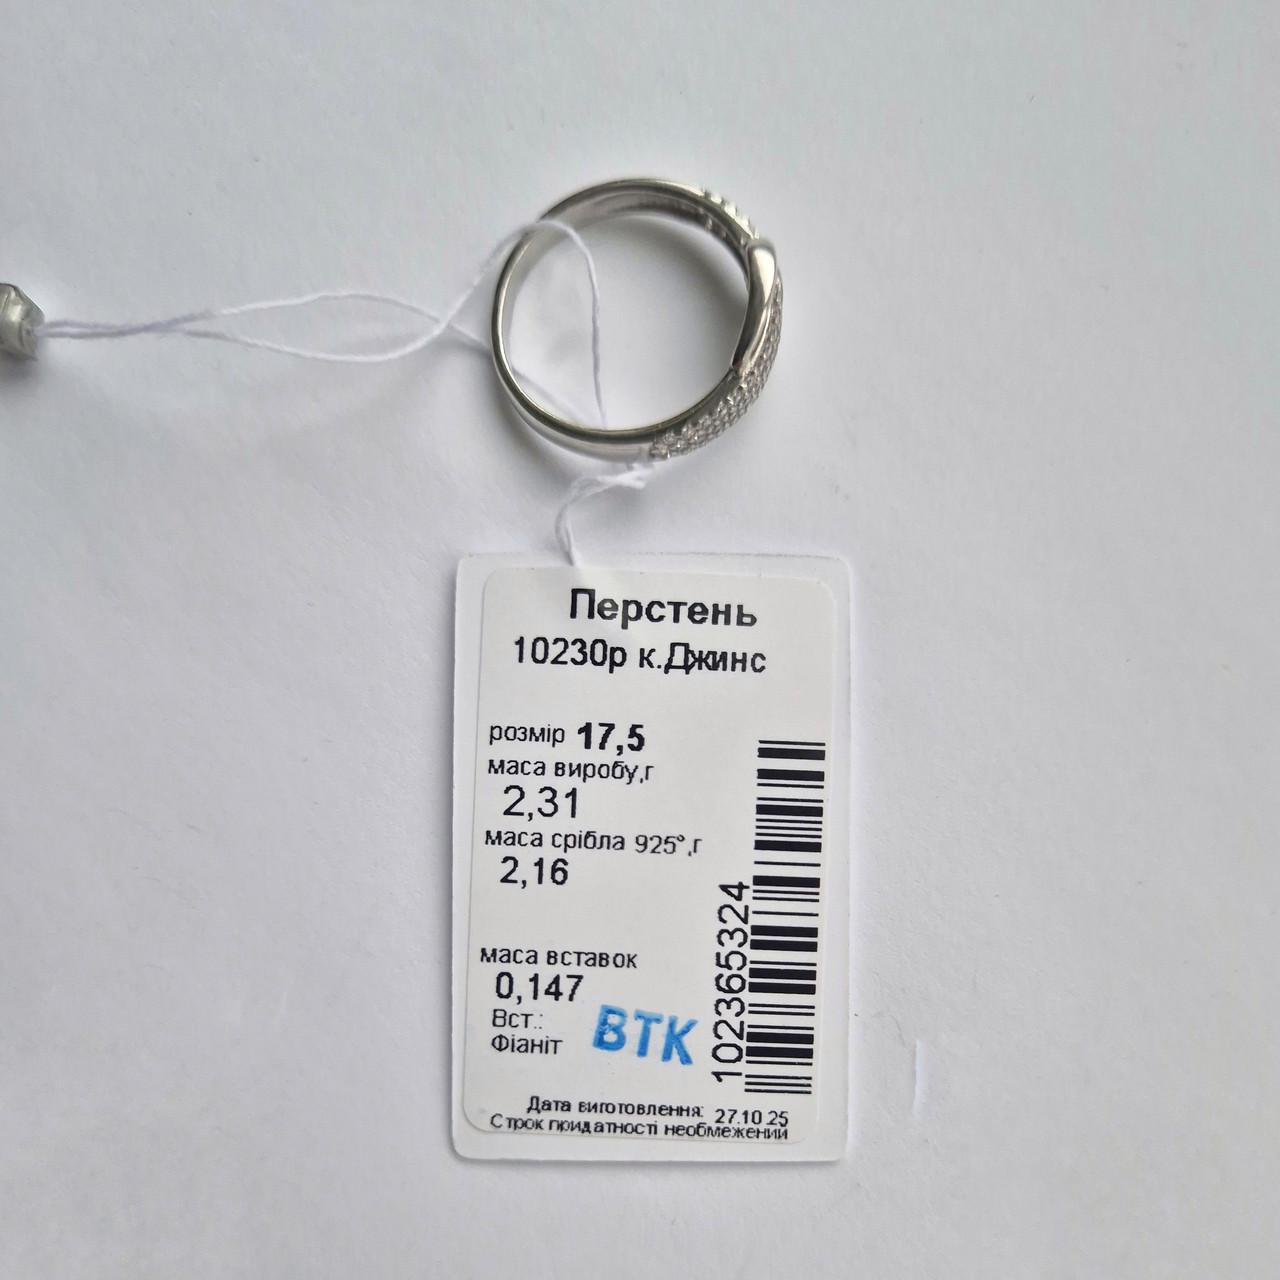 Перстень
10230р к.Джинс
розмір 17,5
маса виробу,г
2,31
маса срібла 925°,г
2,16
маса вставок
0,147
Вст.:
Фіаніт
ВТК
102365324
Дата виготовлення: 27.10.25
Строк придатності необмежений